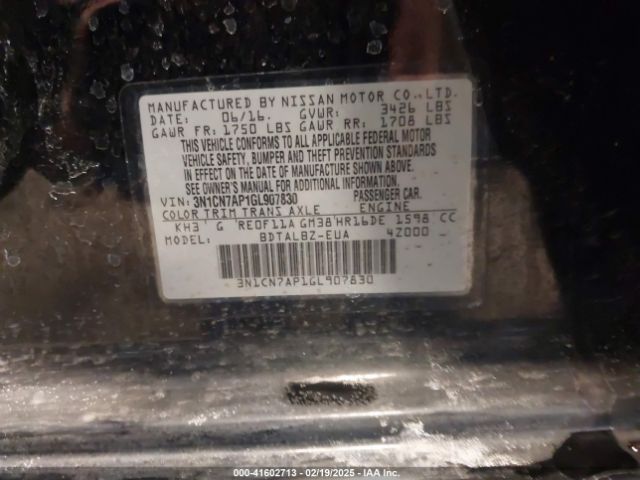 MANUFACTURED BY NISSAN MOTOR CO., LTD.
DATE: 06/16. GVWR: 3426 LBS
GAWR FR: 1750 LBS GAWR RR: 1708 LBS
THIS VEHICLE CONFORMS TO ALL APPLICABLE FEDERAL MOTOR
VEHICLE SAFETY, BUMPER AND THEFT PREVENTION STANDARDS
IN EFFECT ON THE DATE OF MANUFACTURE SHOWN ABOVE.
SEE OWNER'S MANUAL FOR ADDITIONAL INFORMATION.
VIN: 3N1CN7AP1GL907830 PASSENGER CAR.
COLOR TRIM TRANS AXLE ENGINE
KH3 G RE0F11A GM38 HR16DE 1598 CC
MODEL: BDTALBZ-EUA 42000
3N1CN7AP1GL907830
000-41602713 - 02/19/2025 - IAA Inc.